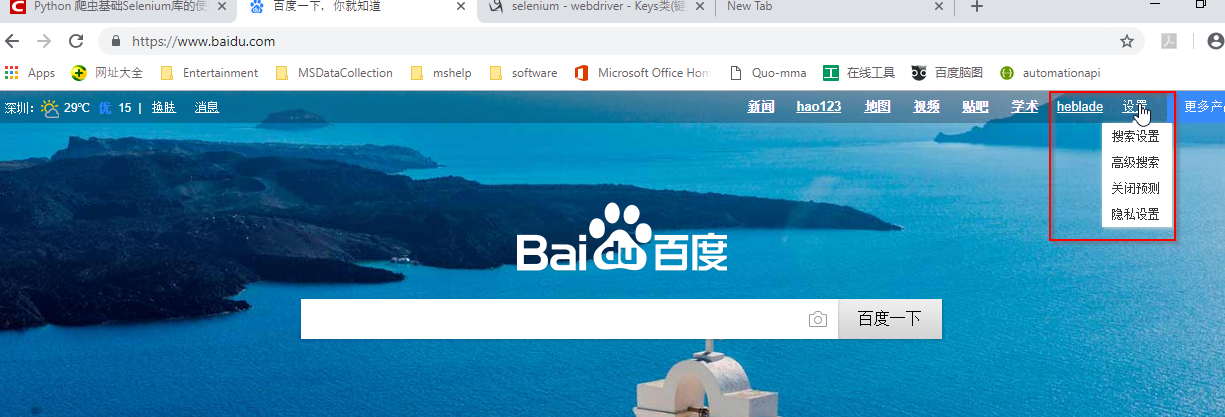 Python 爬虫基础Selenium库的使
百度一下，你就知道
selenium - webdriver - Keys类(键
New Tab
https://www.baidu.com
Apps 网址大全 Entertainment MSDataCollection mshelp software Microsoft Office Hom Quo-mma 在线工具 百度脑图 automationapi
深圳： 29℃ 优 15 | 换肤 消息 新闻 hao123 地图 视频 贴吧 学术 heblade 设置 更多产
搜索设置
高级搜索
关闭预测
隐私设置
Bai du 百度
百度一下